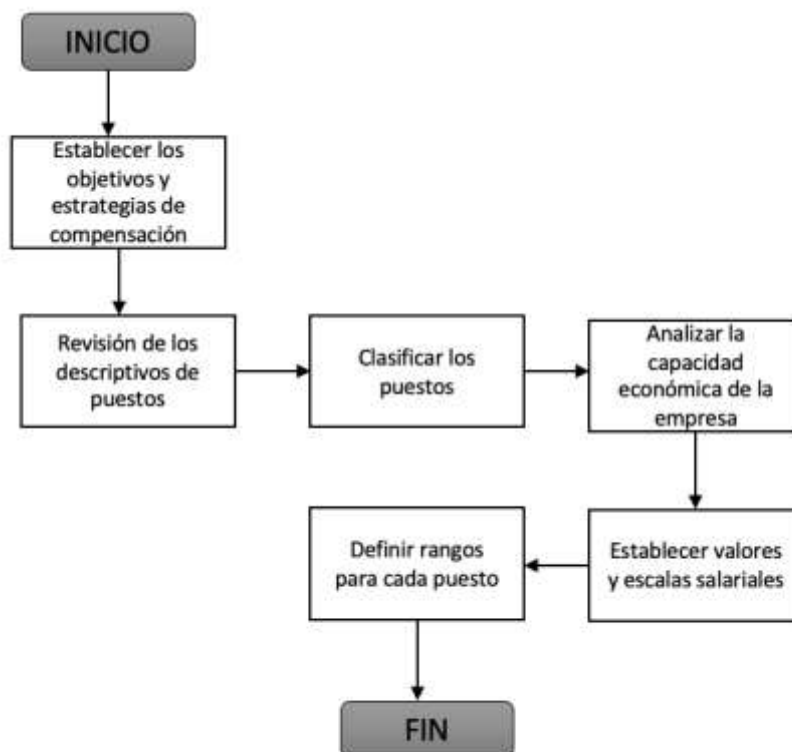 INICIO
Establecer los
objetivos y
estrategias de
compensación
Revisión de los
descriptivos de
puestos
Clasificar los
puestos
Analizar la
capacidad
económica de la
empresa
Establecer valores
y escalas salariales
Definir rangos
para cada puesto
FIN